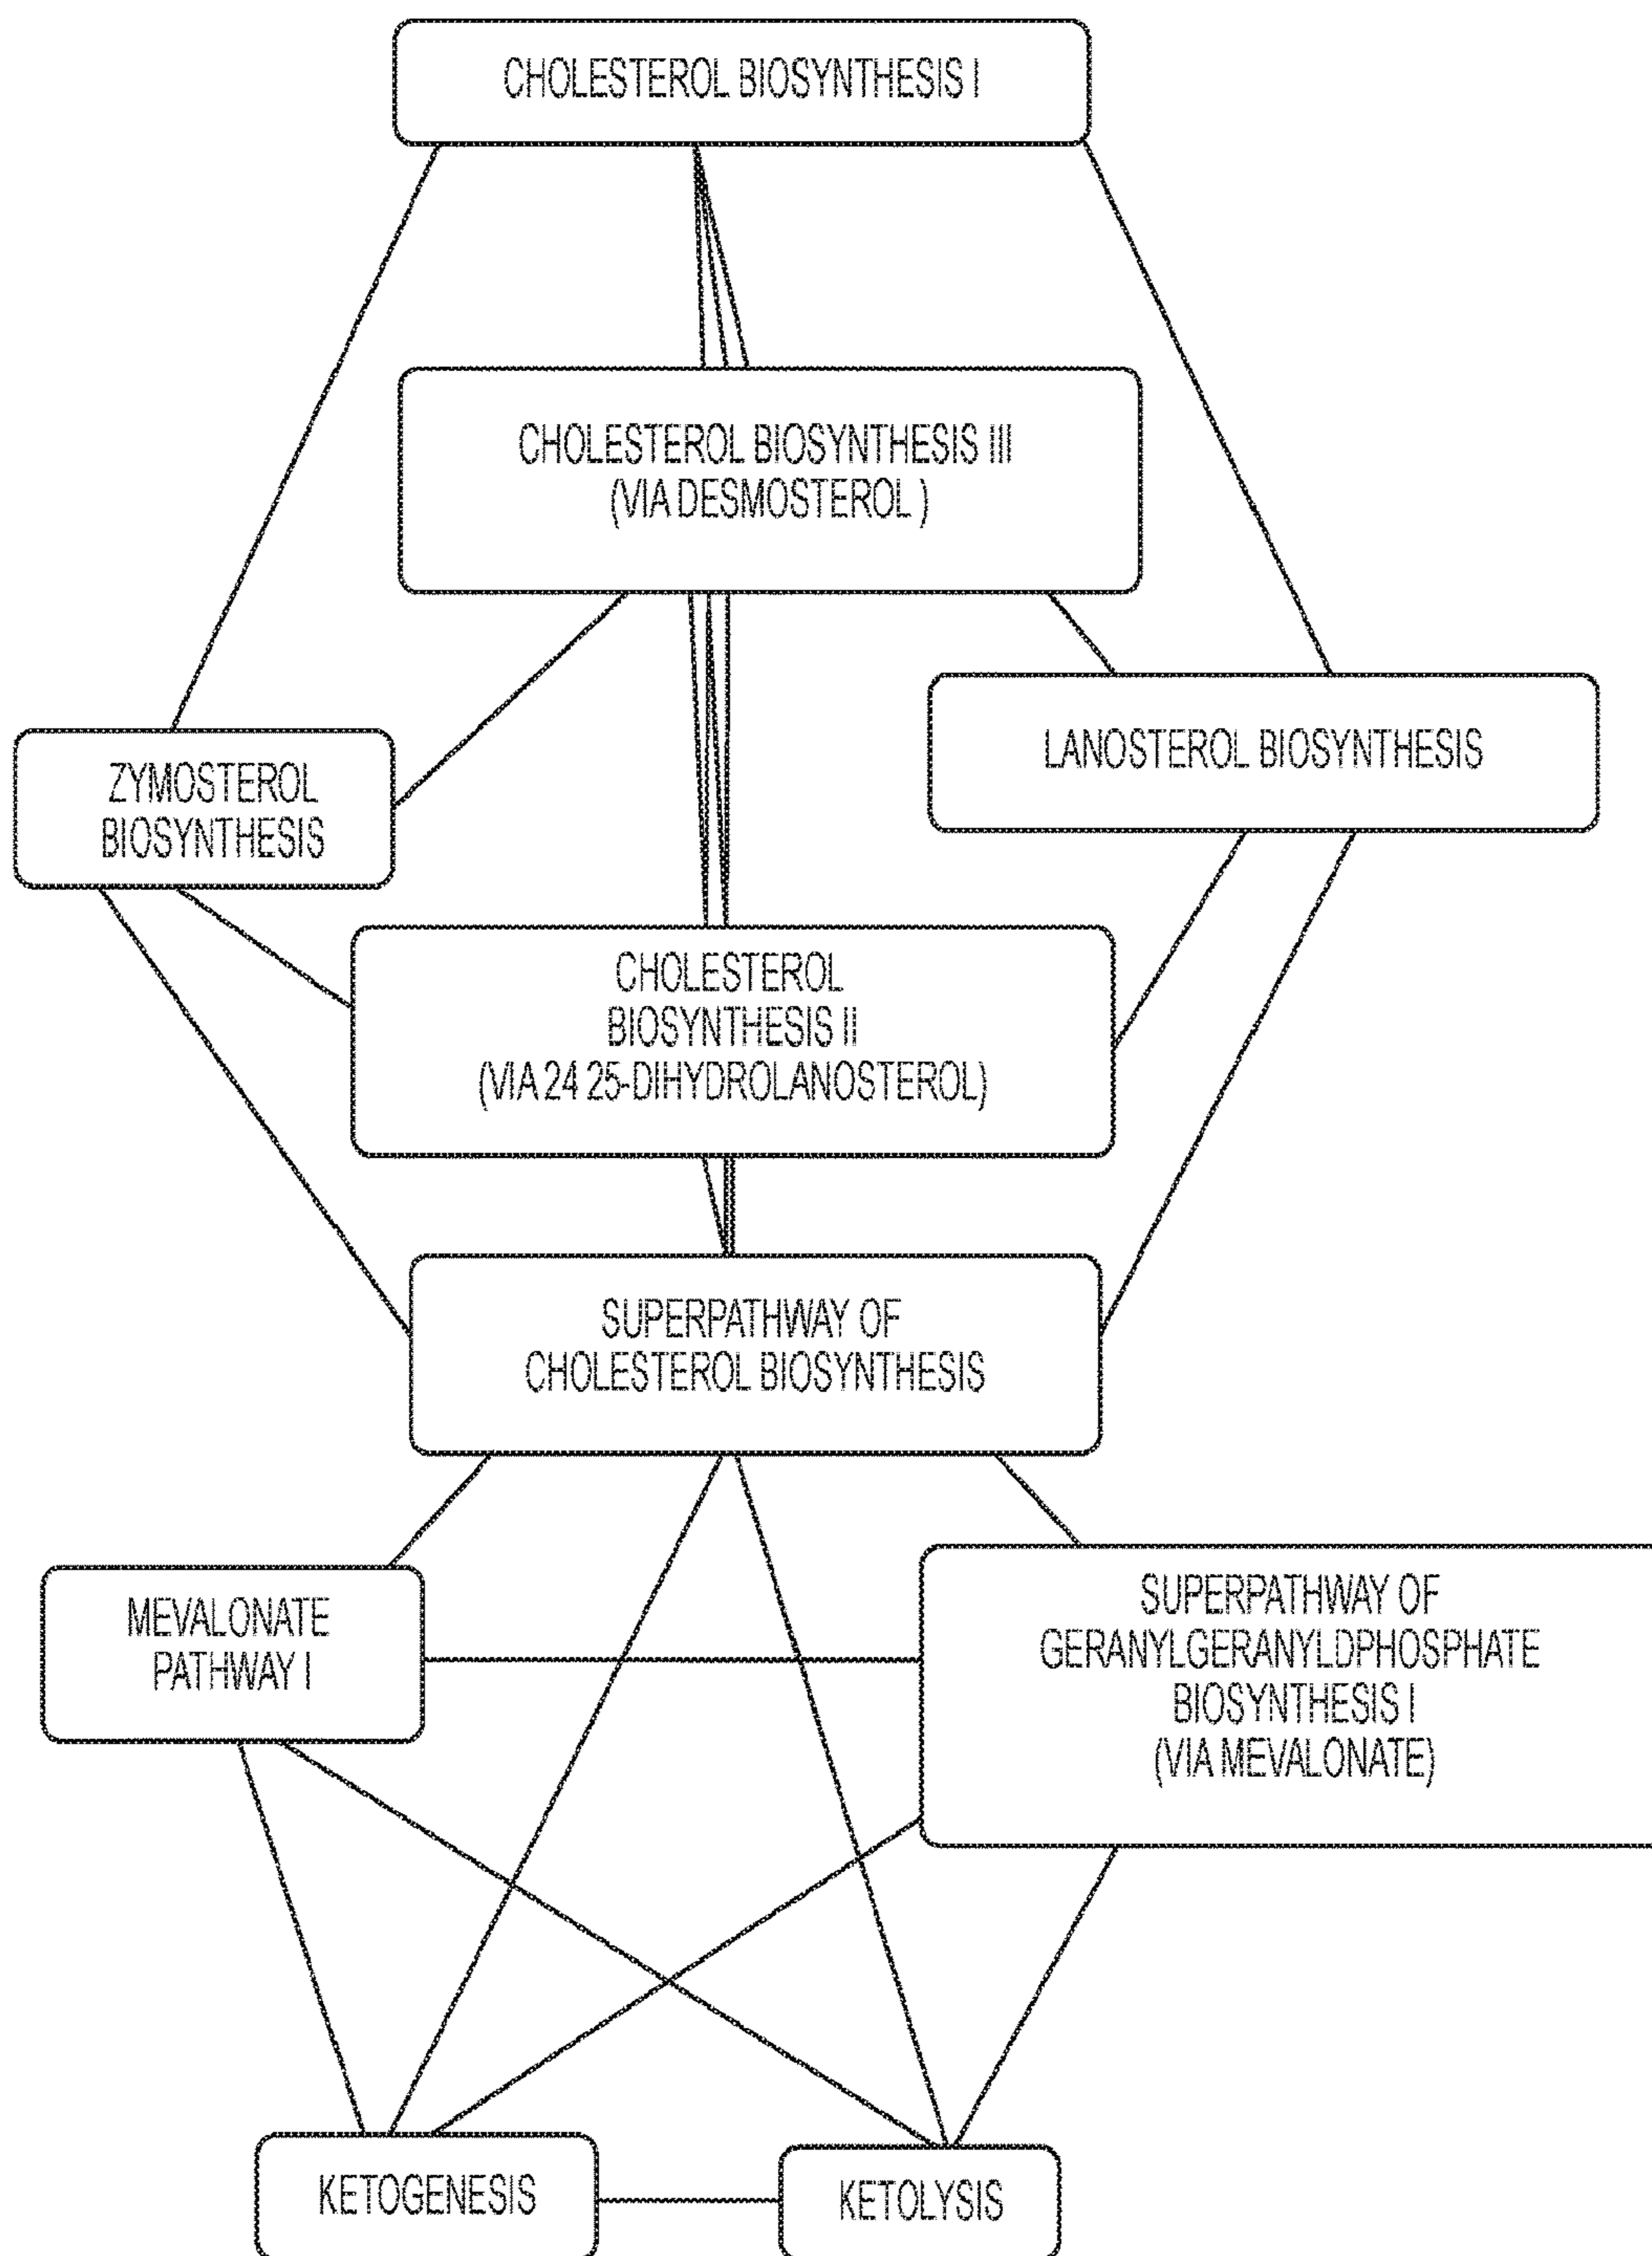 CHOLESTEROL BIOSYNTHESIS I
CHOLESTEROL BIOSYNTHESIS III
(VIA DESMOSTEROL )
LANOSTEROL BIOSYNTHESIS
ZYMOSTEROL
BIOSYNTHESIS
CHOLESTEROL
BIOSYNTHESIS II
(VIA 24 25-DIHYDROLANOSTEROL)
SUPERPATHWAY OF
CHOLESTEROL BIOSYNTHESIS
MEVALONATE
PATHWAY I
SUPERPATHWAY OF
GERANYLGERANYLDPHOSPHATE
BIOSYNTHESIS I
(VIA MEVALONATE)
KETOGENESIS
KETOLYSIS